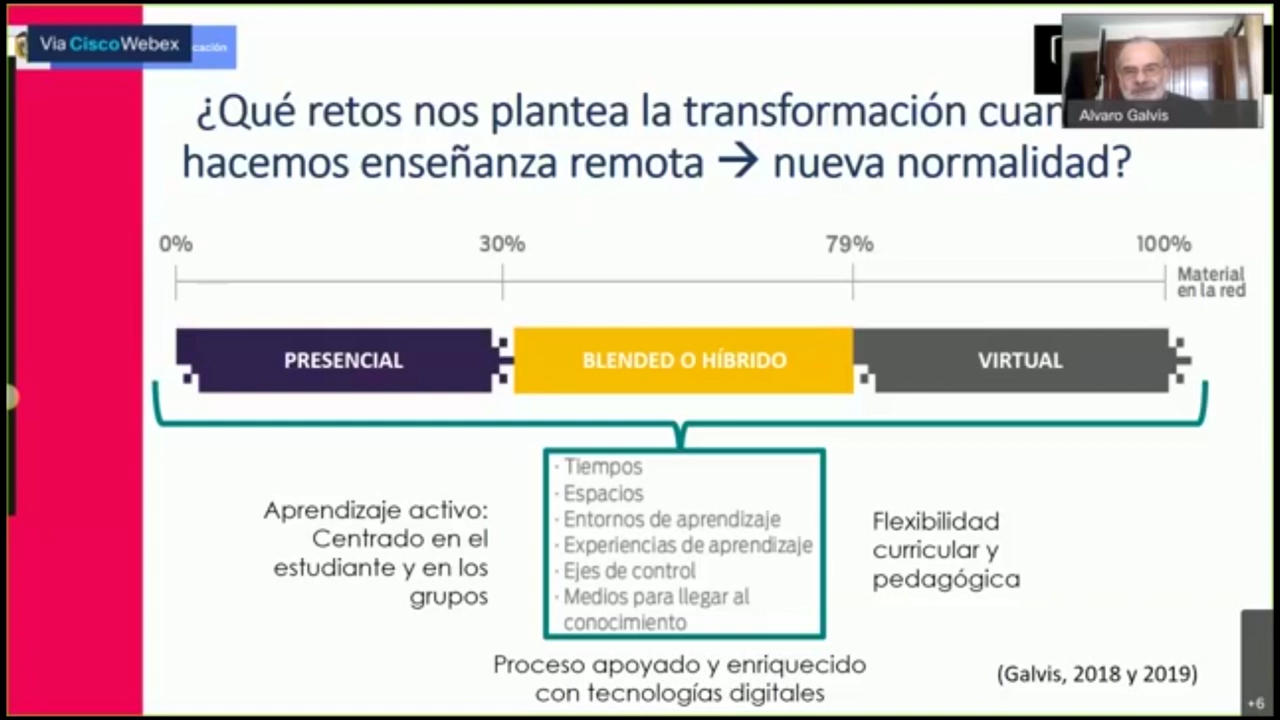 Via CiscoWebex
cación
Alvaro Galvis
¿Qué retos nos plantea la transformación
hacemos enseñanza remota → nueva normalidad?
0% 30% 79% 100%
Material
en la red
PRESENCIAL BLENDED O HÍBRIDO VIRTUAL
· Tiempos
· Espacios
· Entornos de aprendizaje
· Experiencias de aprendizaje
· Ejes de control
· Medios para llegar al
conocimiento
Aprendizaje activo:
Centrado en el
estudiante y en los
grupos
Flexibilidad
curricular y
pedagógica
Proceso apoyado y enriquecido
con tecnologías digitales
(Galvis, 2018 y 2019)
+6